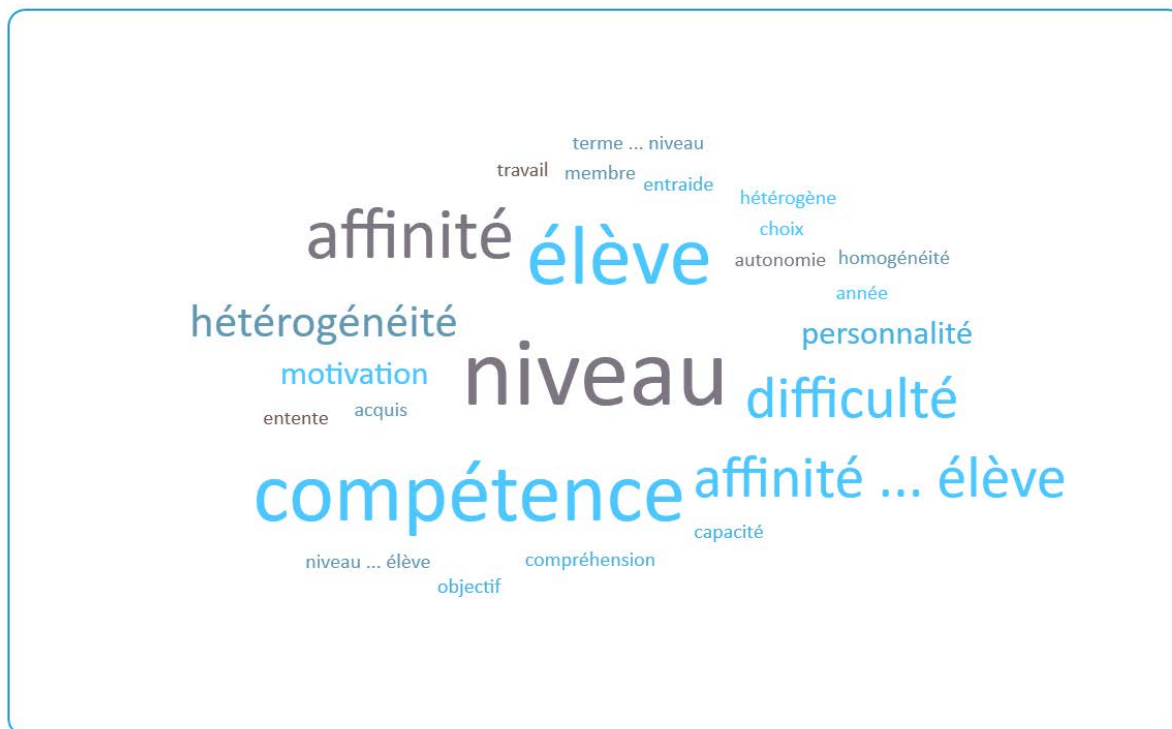 terme ... niveau
travail
membre
entraide
hétérogène
affinité
élève
choix
autonomie
homogénéité
année
hétérogénéité
personnalité
motivation
niveau
difficulté
entente
acquis
compétence
affinité ... élève
capacité
niveau ... élève
compréhension
objectif